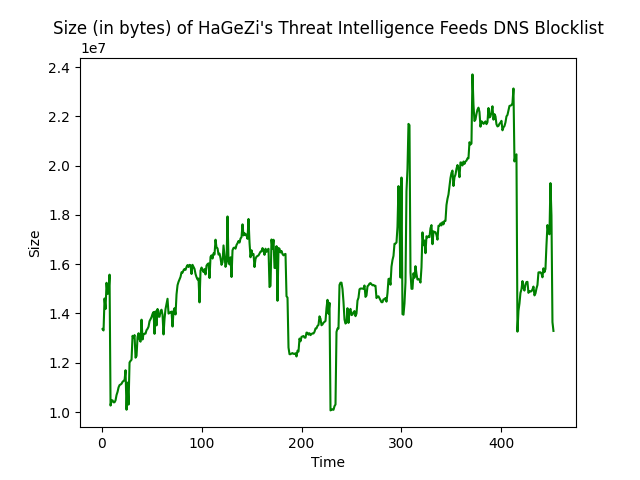 Size (in bytes) of HaGeZi's Threat Intelligence Feeds DNS Blocklist
1e7
2.4
2.2
2.0
1.8
Size
1.6
1.4
1.2
1.0
0 100 200 300 400
Time